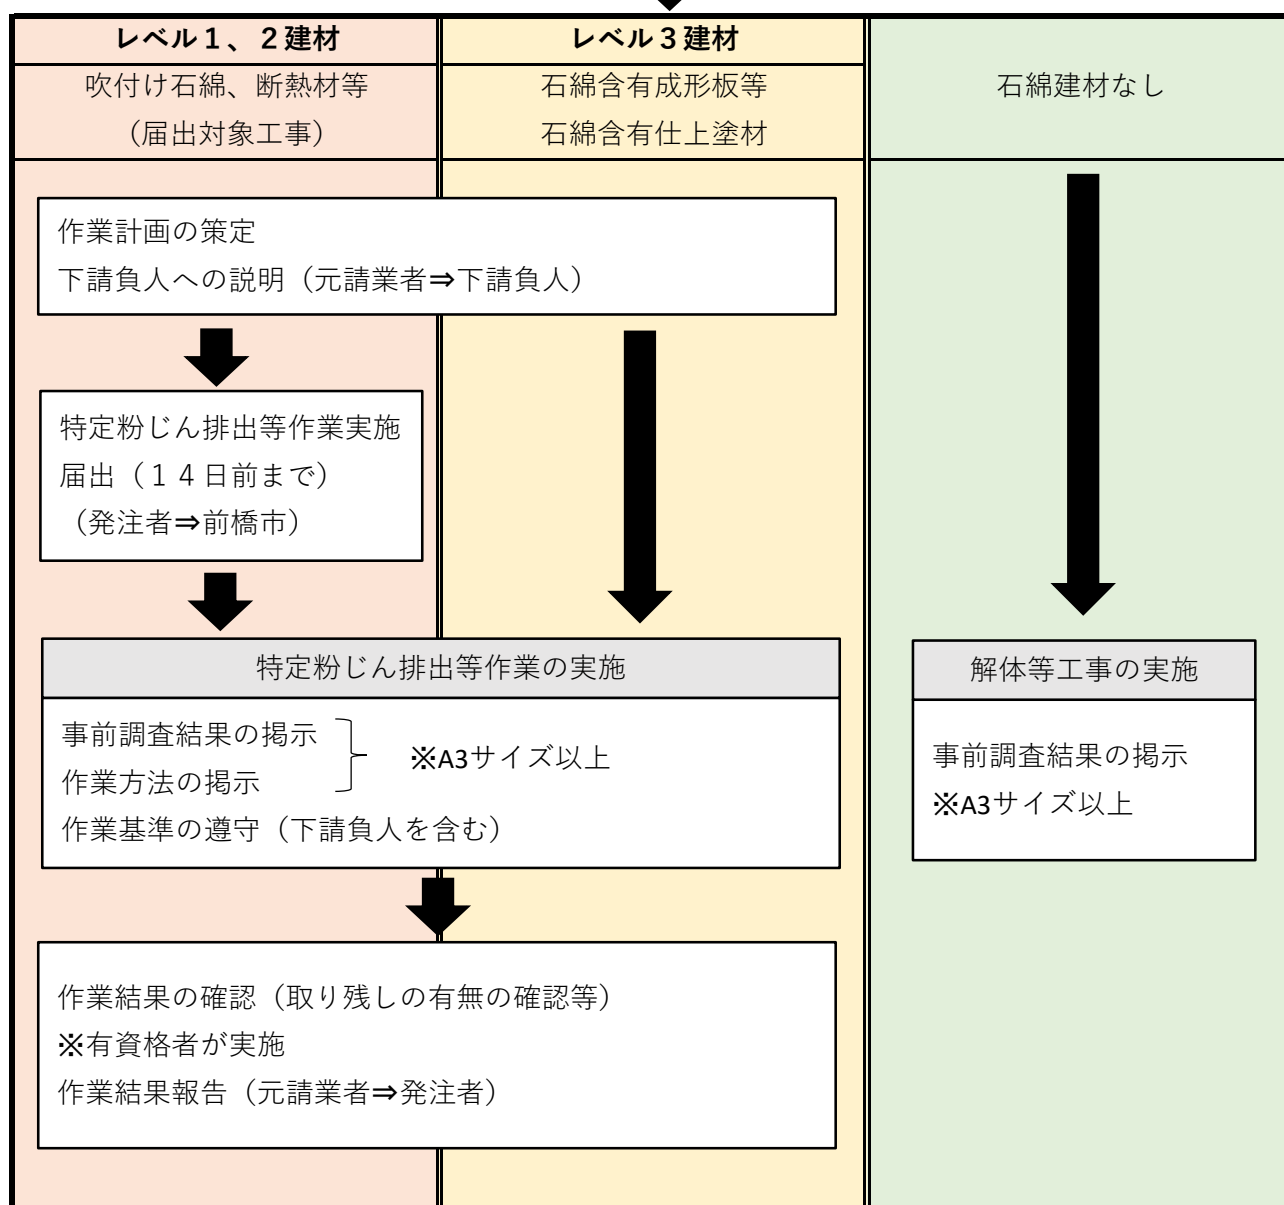 レベル１、２建材
吹付け石綿、断熱材等
（届出対象工事）
レベル３建材
石綿含有成形板等
石綿含有仕上塗材
石綿建材なし
作業計画の策定
下請負人への説明（元請業者⇒下請負人）
特定粉じん排出等作業実施
届出（１４日前まで）
（発注者⇒前橋市）
特定粉じん排出等作業の実施
事前調査結果の掲示
作業方法の掲示
※A3サイズ以上
作業基準の遵守（下請負人を含む）
解体等工事の実施
事前調査結果の掲示
※A3サイズ以上
作業結果の確認（取り残しの有無の確認等）
※有資格者が実施
作業結果報告（元請業者⇒発注者）